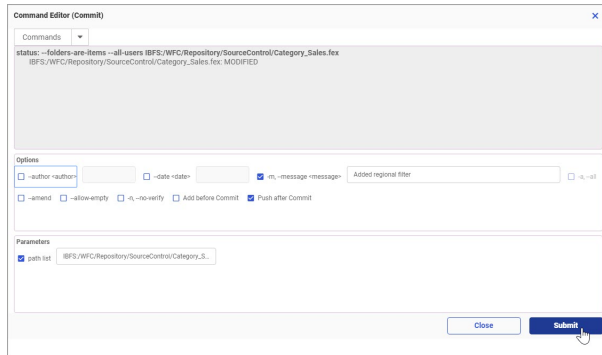 Command Editor (Commit)
Commands
status: --folders-are-items --all-users IBFS:/WFC/Repository/SourceControl/Category_Sales.fex
IBFS:/WFC/Repository/SourceControl/Category_Sales.fex: MODIFIED
Options
--author <author> --date <date> -m, --message <message> Added regional filter -a, --all
--amend --allow-empty -n, --no-verify Add before Commit Push after Commit
Parameters
path list IBFS:/WFC/Repository/SourceControl/Category_S...
Close Submit